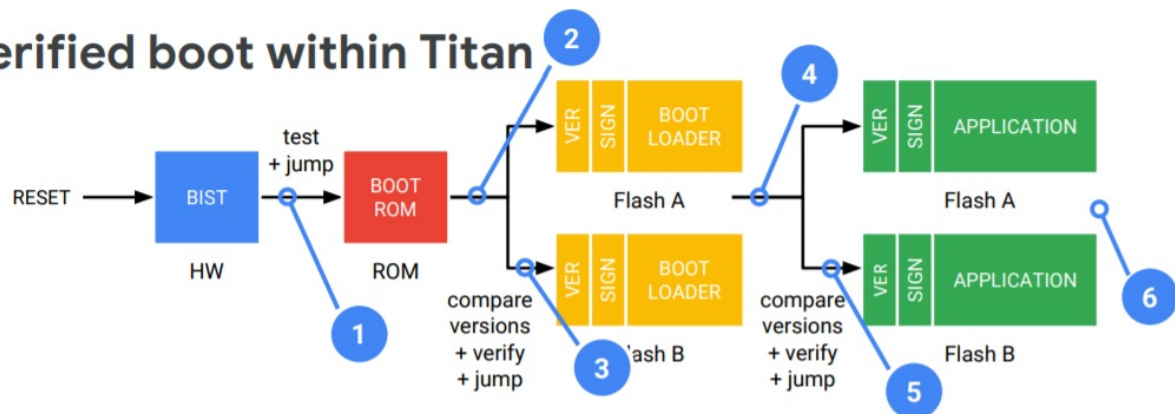 erified boot within Titan
2
4
VER
SIGN
BOOT
LOADER
VER
SIGN
APPLICATION
test
+ jump
RESET
BIST
BOOT
ROM
Flash A
Flash A
HW
ROM
VER
SIGN
BOOT
LOADER
VER
SIGN
APPLICATION
6
1
compare
versions
+ verify
+ jump
3
lash B
compare
versions
+ verify
+ jump
5
Flash B